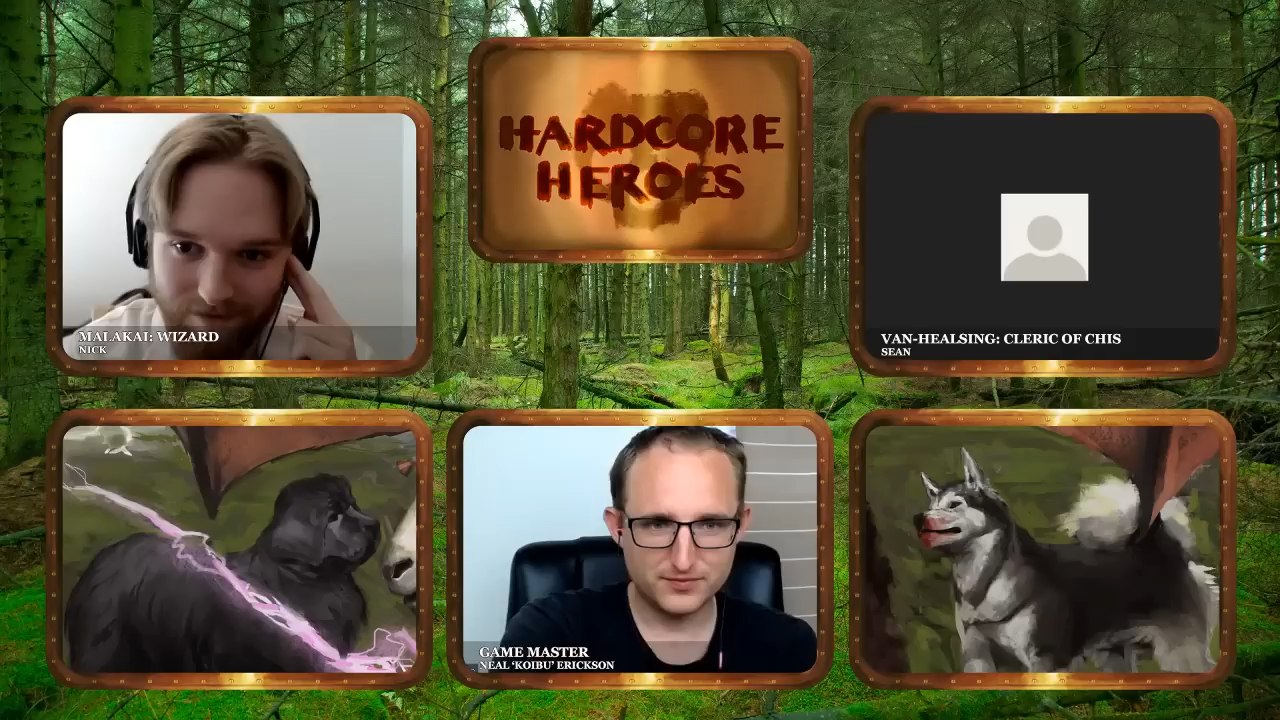 HARDCORE
HEROES
MALAKAI: WIZARD
NICK
VAN-HEALSING: CLERIC OF CHIS
SEAN
GAME MASTER
NEAL 'KOIBU' ERICKSON